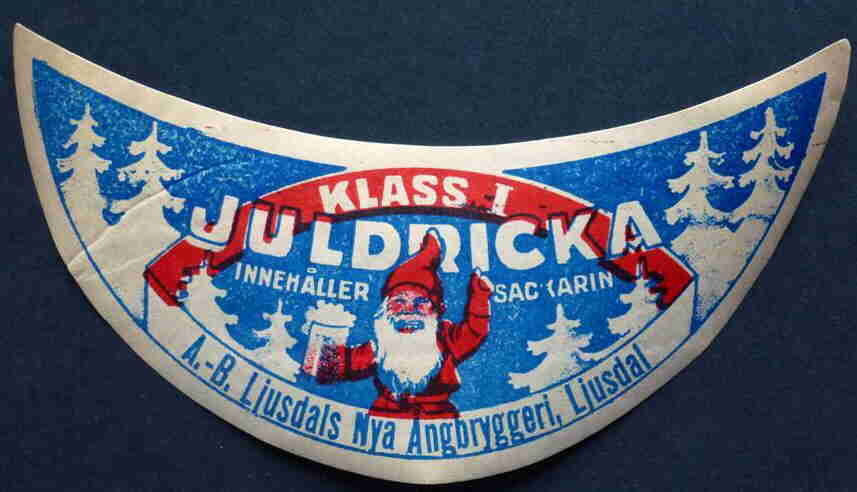 KLASS I
JULDRICKA
INNEHÅLLER SACKARIN
A.-B. Ljusdals Nya Ångbryggeri, Ljusdal